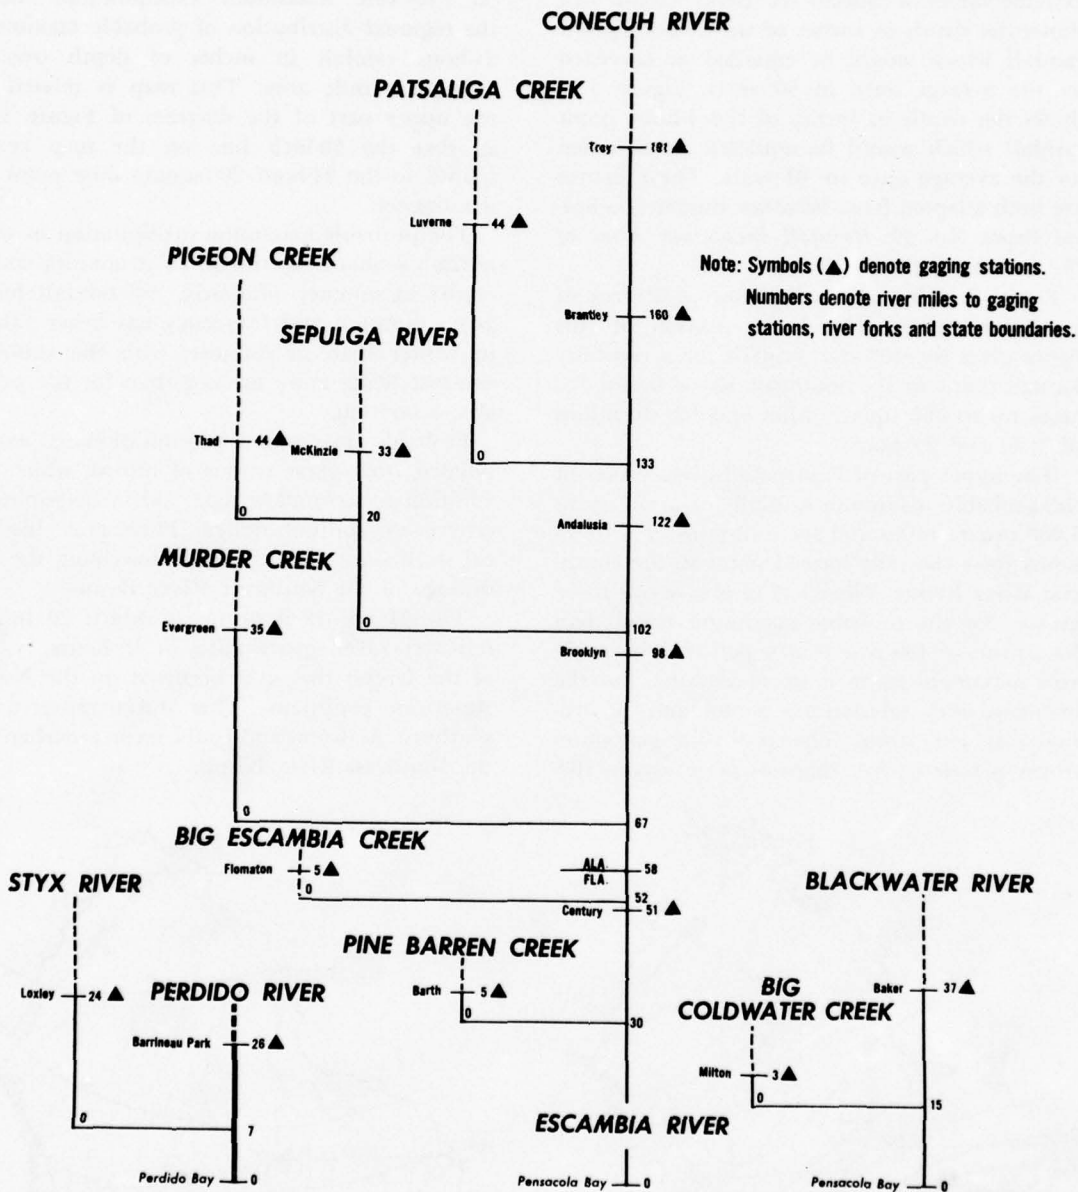 CONECUH RIVER
PATSALIGA CREEK
Troy 181 ▲
Luverne 44 ▲
PIGEON CREEK
Note: Symbols (▲) denote gaging stations.
Numbers denote river miles to gaging
stations, river forks and state boundaries.
Brantley 160 ▲
SEPULGA RIVER
Thad 44 ▲
McKinzie 33 ▲
0 133
0 20
Andalusia 122 ▲
MURDER CREEK
Evergreen 35 ▲
0 102
Brooklyn 98 ▲
0 67
BIG ESCAMBIA CREEK
Flomaton 5 ▲
ALA.
58
FLA.
STYX RIVER
BLACKWATER RIVER
0 52
Century 51 ▲
PINE BARREN CREEK
Loxley 24 ▲
PERDIDO RIVER
Barth 5 ▲
BIG
COLDWATER CREEK
Baker 37 ▲
0 30
Barrineau Park 26 ▲
Milton 3 ▲
0 15
0 7
ESCAMBIA RIVER
Perdido Bay 0
Pensacola Bay 0
Pensacola Bay 0